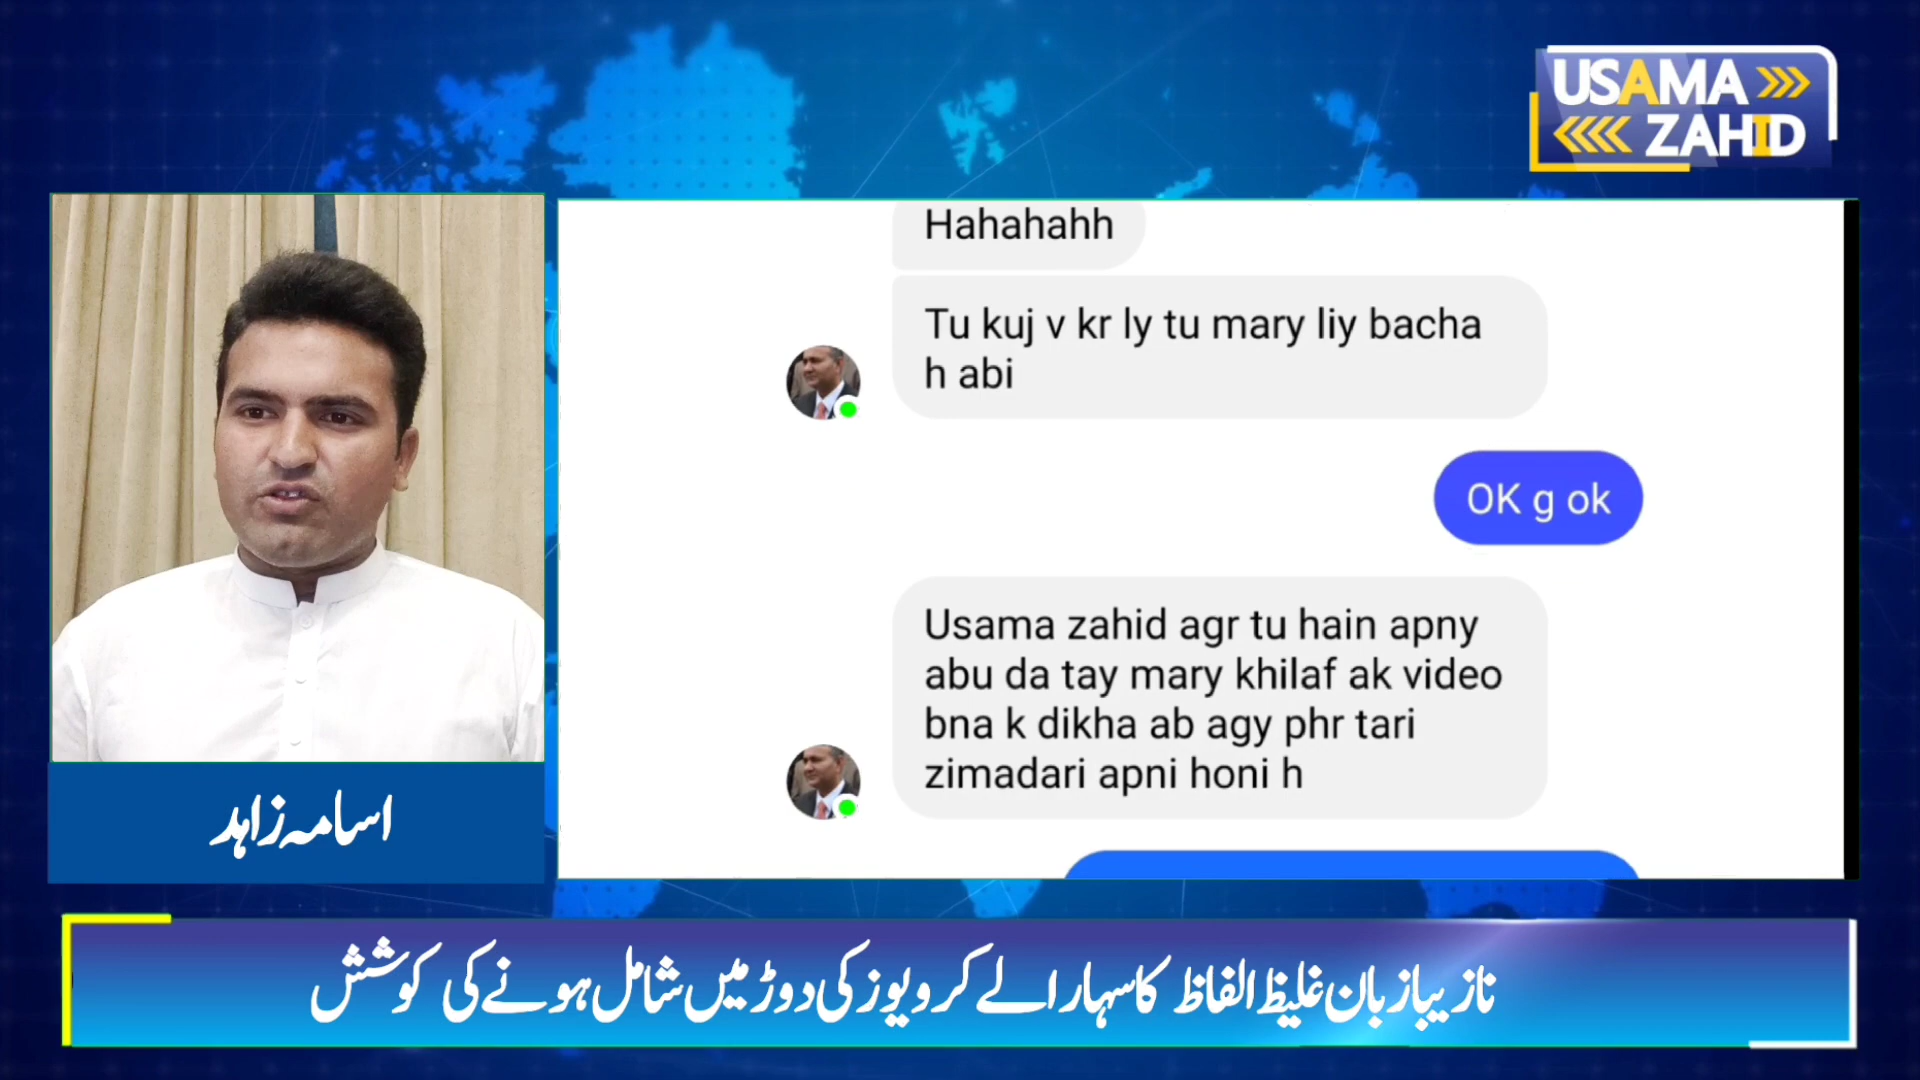 USAMA
ZAHID
Hahahahh
Tu kuj v kr ly tu mary liy bacha
h abi
OK g ok
Usama zahid agr tu hain apny
abu da tay mary khilaf ak video
bna k dikha ab agy phr tari
zimadari apni honi h
اسامہ زاہد
نازیبا زبان غلیظ الفاظ کا سہارا لے کر ویوز کی دوڑ میں شامل ہونے کی کوشش